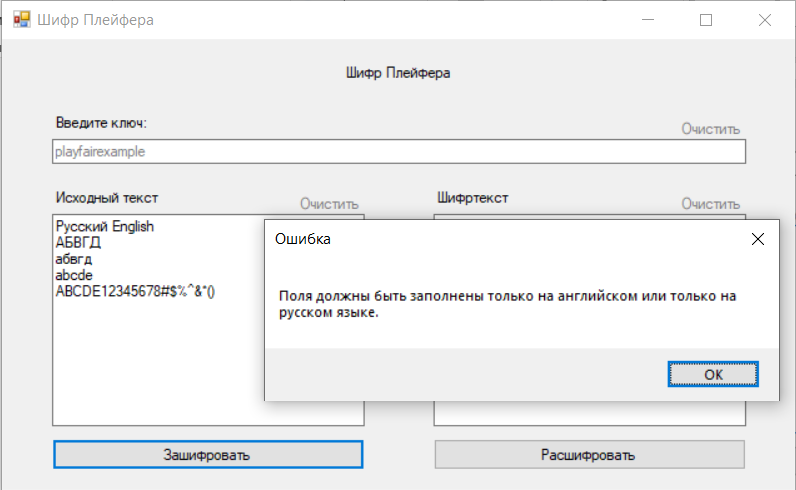 Шифр Плейфера
Шифр Плейфера
Введите ключ:
Очистить
playfairexample
Исходный текст
Очистить
Шифртекст
Очистить
Русский English
АБВГД
абвгд
abcde
ABCDE12345678#$%^&*()
Ошибка
Поля должны быть заполнены только на английском или только на
русском языке.
ОК
Зашифровать
Расшифровать